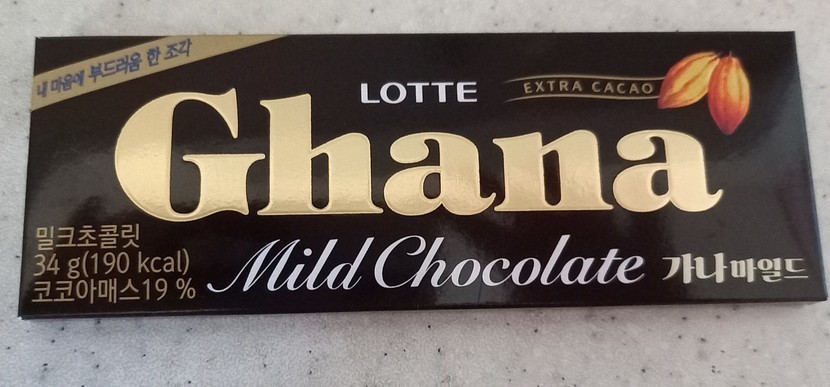 내 마음에 부드러움 한 조각
LOTTE
EXTRA CACAO
Ghana
밀크초콜릿
34 g(190 kcal)
코코아매스19 %
Mild Chocolate 가나마일드